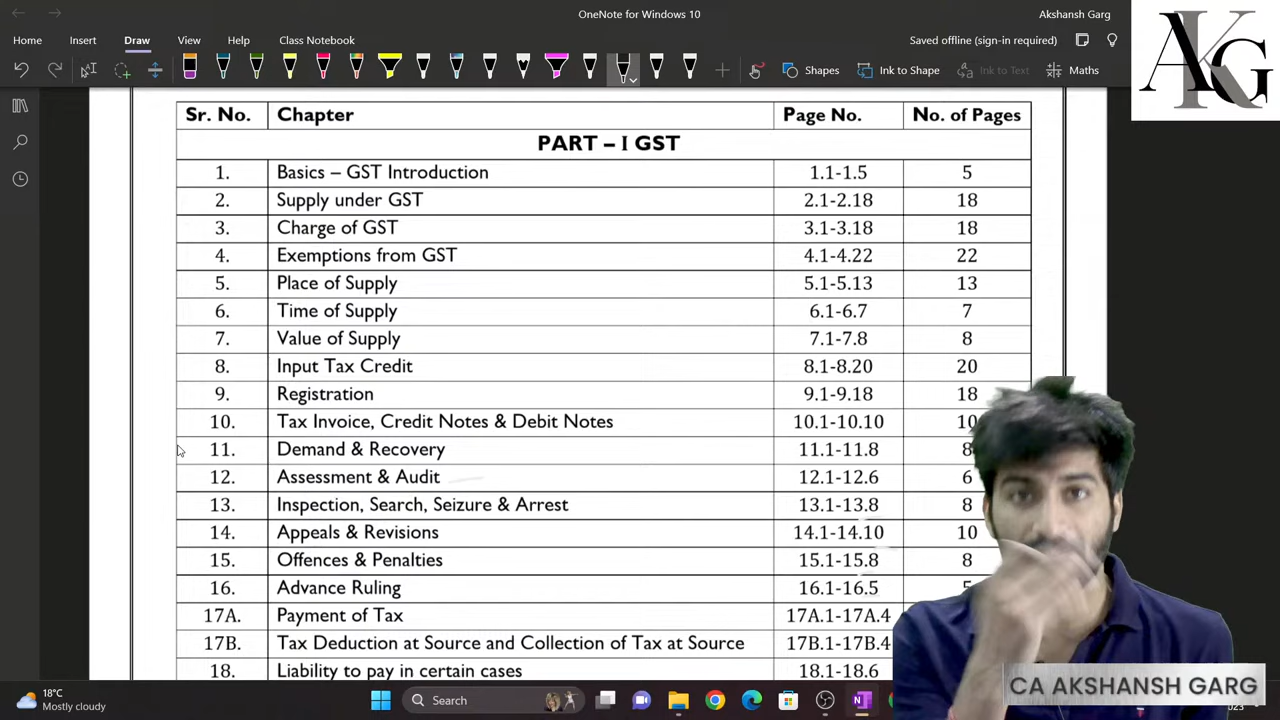 OneNote for Windows 10
Akshansh Garg
Home Insert Draw View Help Class Notebook
Saved offline (sign-in required)
Shapes Ink to Shape Ink to Text Maths
AKG
Sr. No. Chapter Page No. No. of Pages
PART – I GST
1. Basics – GST Introduction 1.1-1.5 5
2. Supply under GST 2.1-2.18 18
3. Charge of GST 3.1-3.18 18
4. Exemptions from GST 4.1-4.22 22
5. Place of Supply 5.1-5.13 13
6. Time of Supply 6.1-6.7 7
7. Value of Supply 7.1-7.8 8
8. Input Tax Credit 8.1-8.20 20
9. Registration 9.1-9.18 18
10. Tax Invoice, Credit Notes & Debit Notes 10.1-10.10 10
11. Demand & Recovery 11.1-11.8 8
12. Assessment & Audit 12.1-12.6 6
13. Inspection, Search, Seizure & Arrest 13.1-13.8 8
14. Appeals & Revisions 14.1-14.10 10
15. Offences & Penalties 15.1-15.8 8
16. Advance Ruling 16.1-16.5 5
17A. Payment of Tax 17A.1-17A.4
17B. Tax Deduction at Source and Collection of Tax at Source 17B.1-17B.4
18. Liability to pay in certain cases 18.1-18.6
CA AKSHANSH GARG
18°C
Mostly cloudy
Search